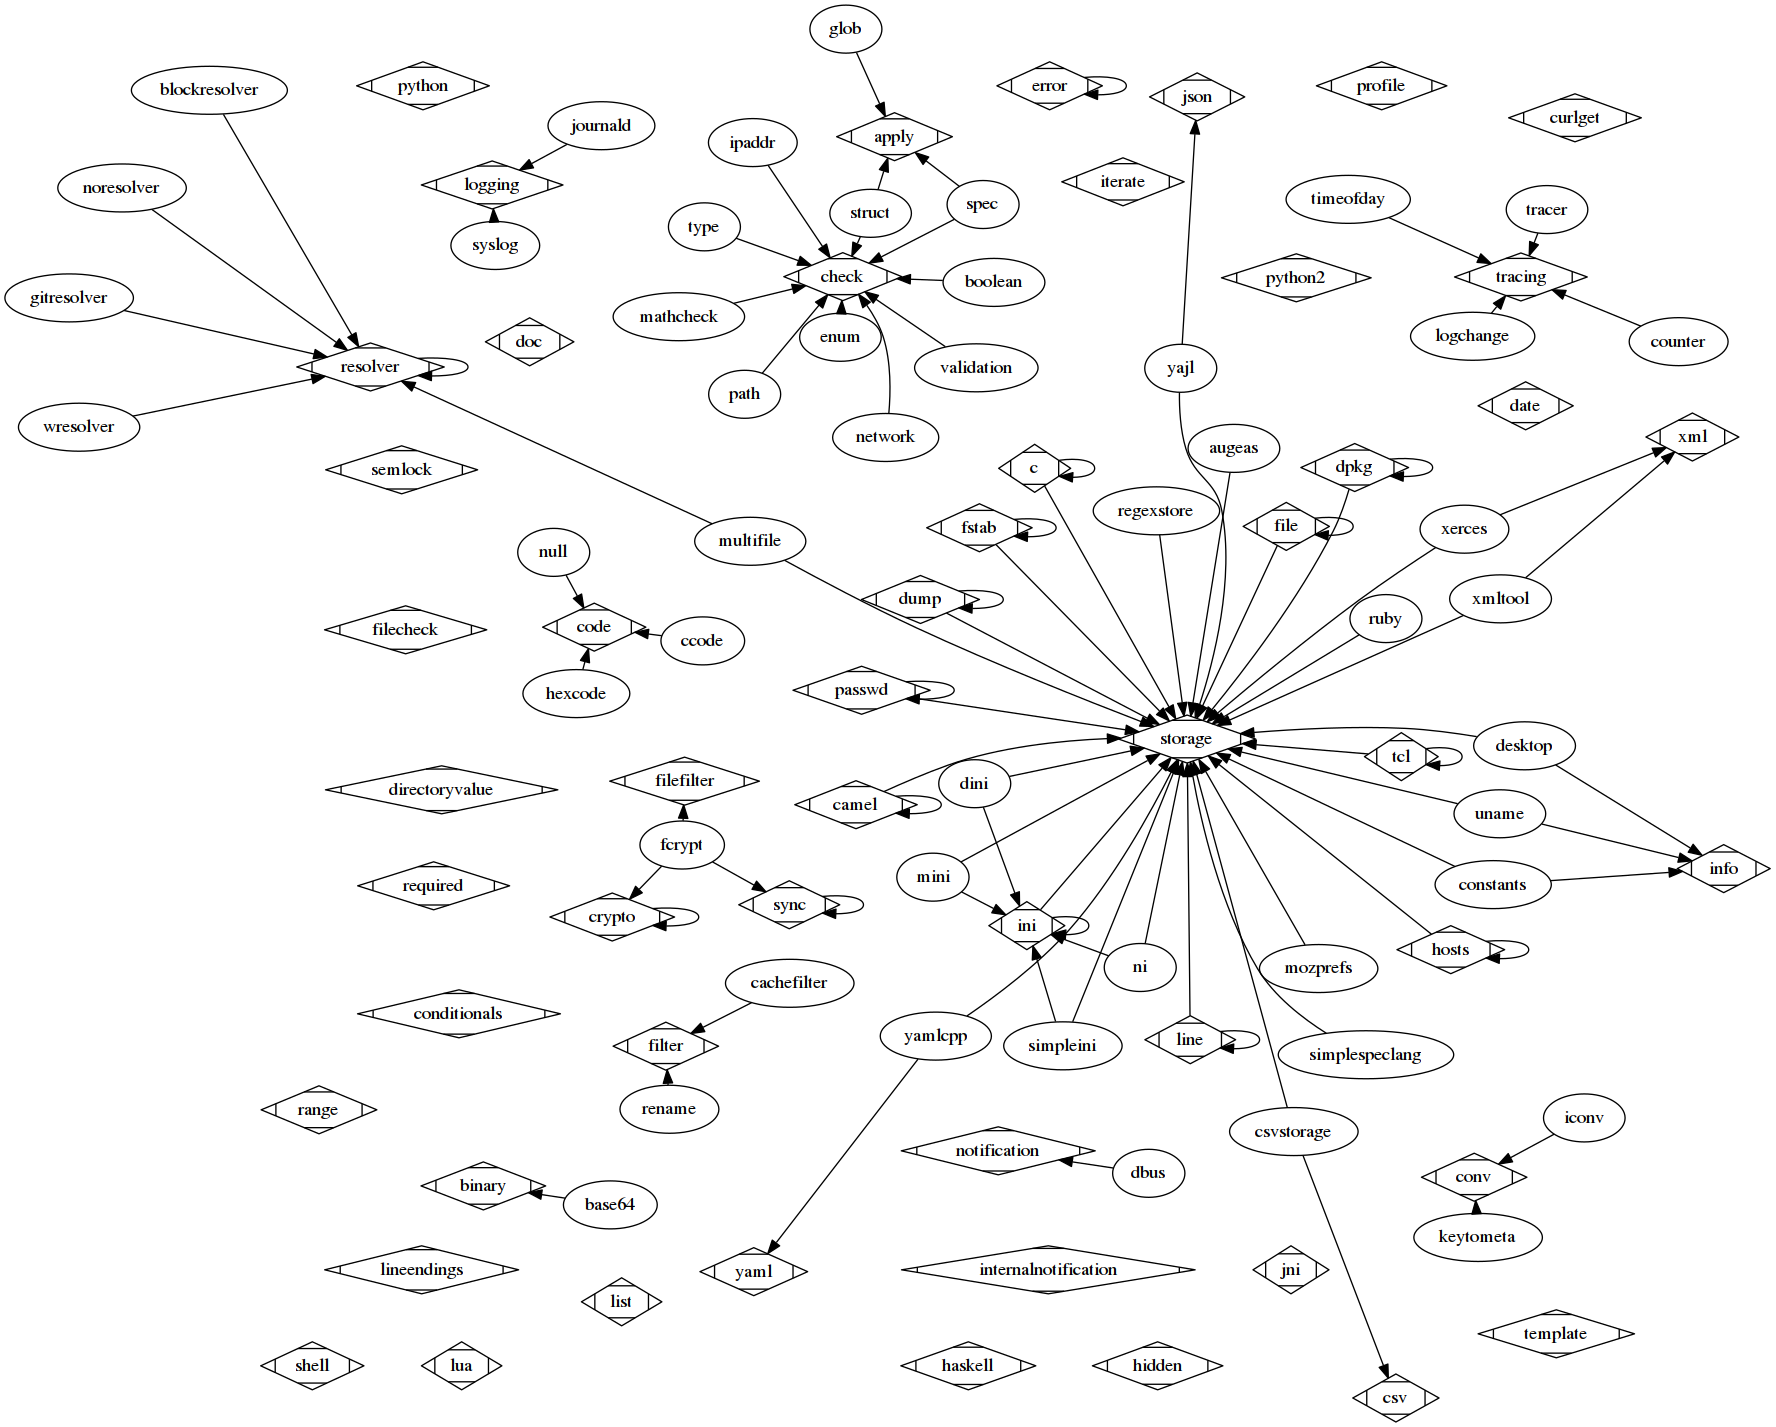 glob
python
error
json
profile
blockresolver
curlget
journald
ipaddr
apply
logging
iterate
noresolver
timeofday
tracer
struct
spec
type
syslog
check
boolean
python2
tracing
gitresolver
mathcheck
enum
logchange
counter
doc
resolver
validation
yajl
path
date
wresolver
network
xml
augeas
semlock
c
dpkg
regexstore
fstab
file
xerces
multifile
null
dump
xmltool
ruby
filecheck
code
ccode
hexcode
passwd
storage
desktop
tcl
filefilter
dini
directoryvalue
camel
uname
fcrypt
info
mini
required
constants
sync
crypto
ini
hosts
ni
mozprefs
cachefilter
conditionals
yamlcpp
line
filter
simpleini
simplespeclang
range
rename
iconv
csvstorage
notification
dbus
conv
binary
base64
keytometa
lineendings
yaml
internalnotification
jni
list
template
shell
lua
haskell
hidden
csv